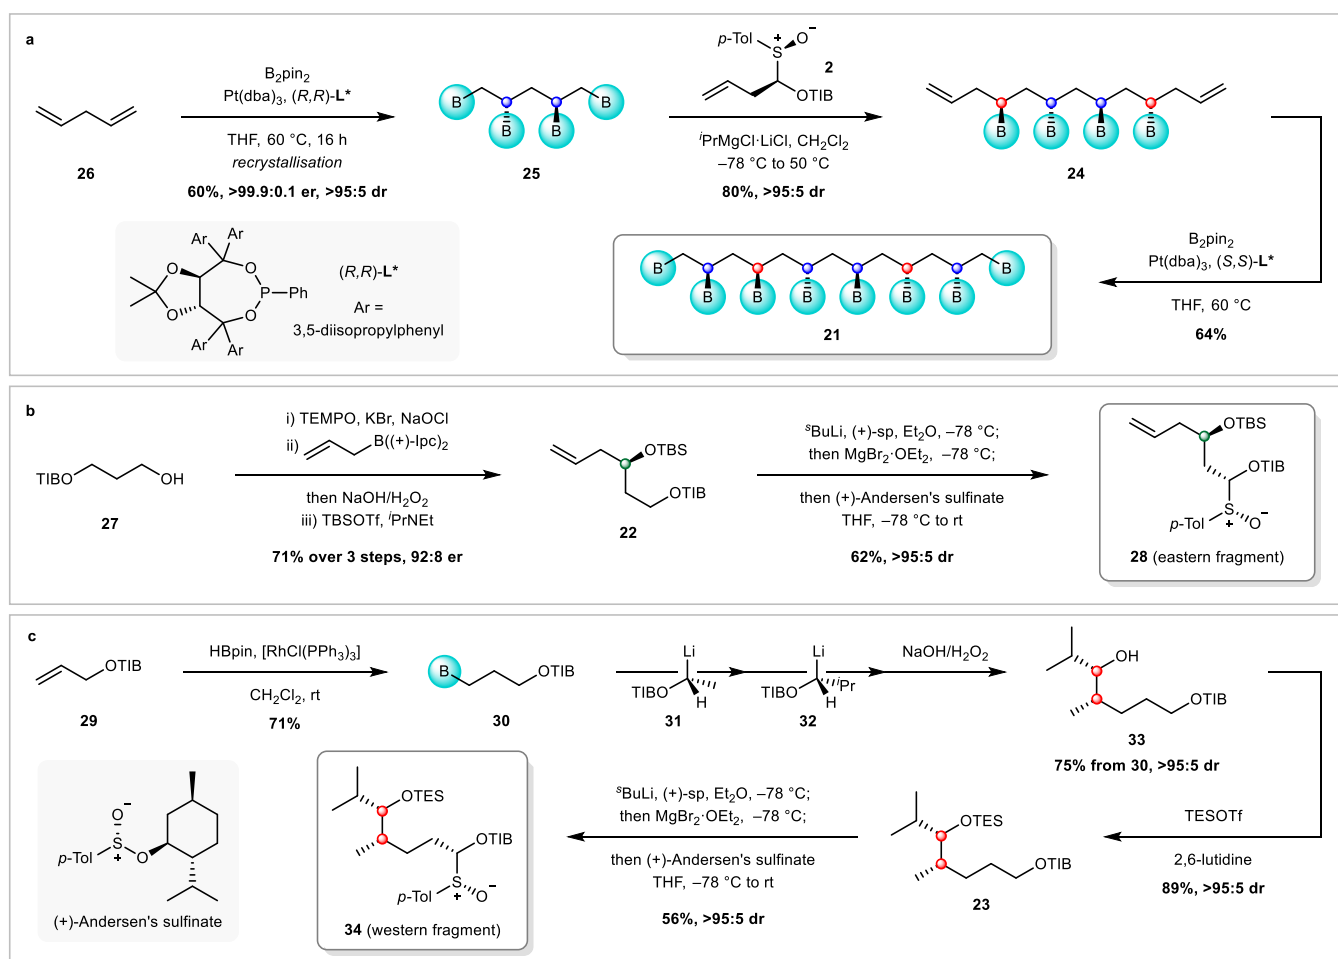 a
B2pin2
Pt(dba)3, (R,R)-L*
THF, 60 °C, 16 h
recrystallisation
60%, >99.9:0.1 er, >95:5 dr
26
B
B
B
B
25
p-Tol
S
+
O
−
OTIB
2
iPrMgCl·LiCl, CH2Cl2
−78 °C to 50 °C
80%, >95:5 dr
B
B
B
B
24
B2pin2
Pt(dba)3, (S,S)-L*
THF, 60 °C
64%
Ar
Ar
O
O
O
O
P
Ph
Ar
Ar
(R,R)-L*
Ar =
3,5-diisopropylphenyl
B
B
B
B
B
B
B
B
21
b
TIBO
OH
27
i) TEMPO, KBr, NaOCl
ii)
B((+)-Ipc)2
then NaOH/H2O2
iii) TBSOTf, iPrNEt
71% over 3 steps, 92:8 er
OTBS
OTIB
22
sBuLi, (+)-sp, Et2O, −78 °C;
then MgBr2·OEt2, −78 °C;
then (+)-Andersen's sulfinate
THF, −78 °C to rt
62%, >95:5 dr
OTBS
OTIB
p-Tol
S
+
O
−
28 (eastern fragment)
c
OTIB
29
HBpin, [RhCl(PPh3)3]
CH2Cl2, rt
71%
B
OTIB
30
Li
TIBO
H
31
Li
TIBO
iPr
H
32
NaOH/H2O2
OH
OTIB
33
75% from 30, >95:5 dr
TESOTf
2,6-lutidine
89%, >95:5 dr
OTES
OTIB
23
sBuLi, (+)-sp, Et2O, −78 °C;
then MgBr2·OEt2, −78 °C;
then (+)-Andersen's sulfinate
THF, −78 °C to rt
56%, >95:5 dr
OTES
OTIB
p-Tol
S
+
O
−
34 (western fragment)
O
−
S
+
p-Tol
O
(+)-Andersen's sulfinate